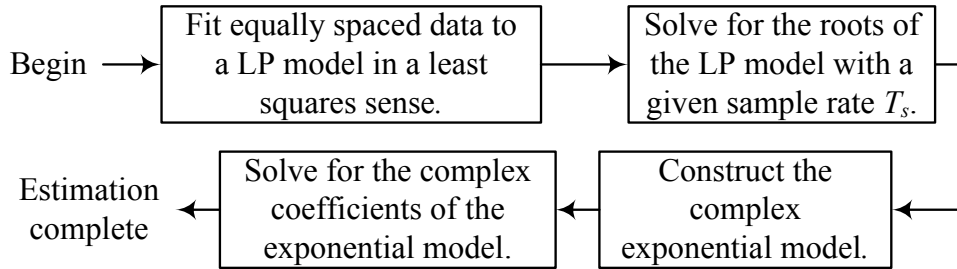 Begin
Fit equally spaced data to
a LP model in a least
squares sense.
Solve for the roots of
the LP model with a
given sample rate Ts.
Construct the
complex
exponential model.
Solve for the complex
coefficients of the
exponential model.
Estimation
complete